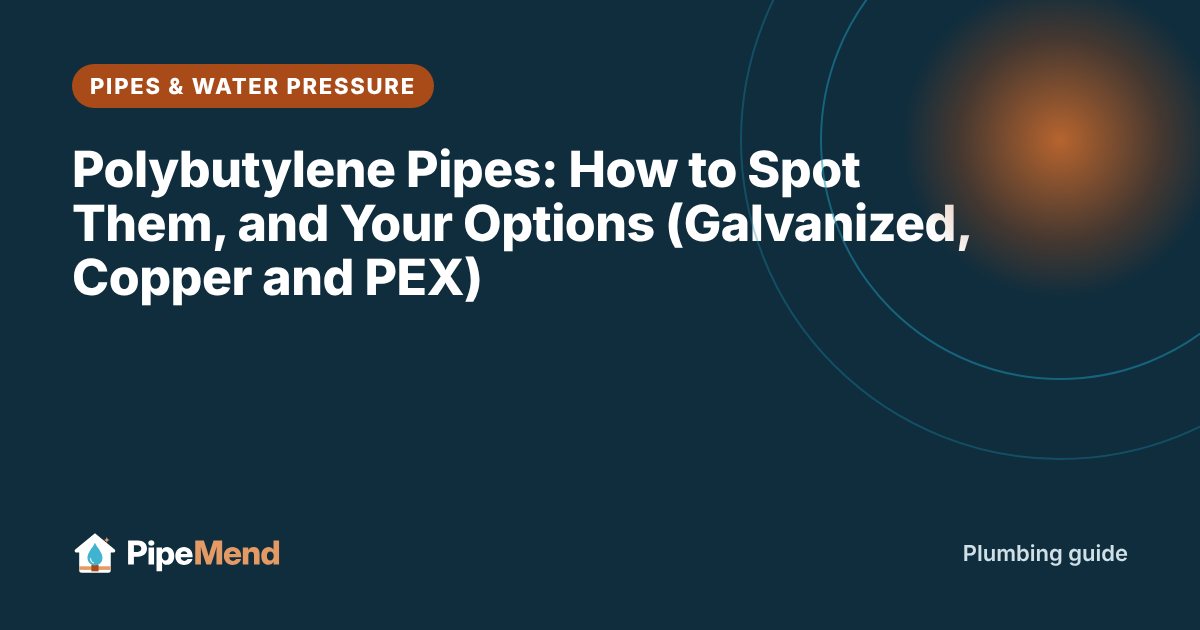 PIPES & WATER PRESSURE
Polybutylene Pipes: How to Spot
Them, and Your Options (Galvanized,
Copper and PEX)
PipeMend
Plumbing guide